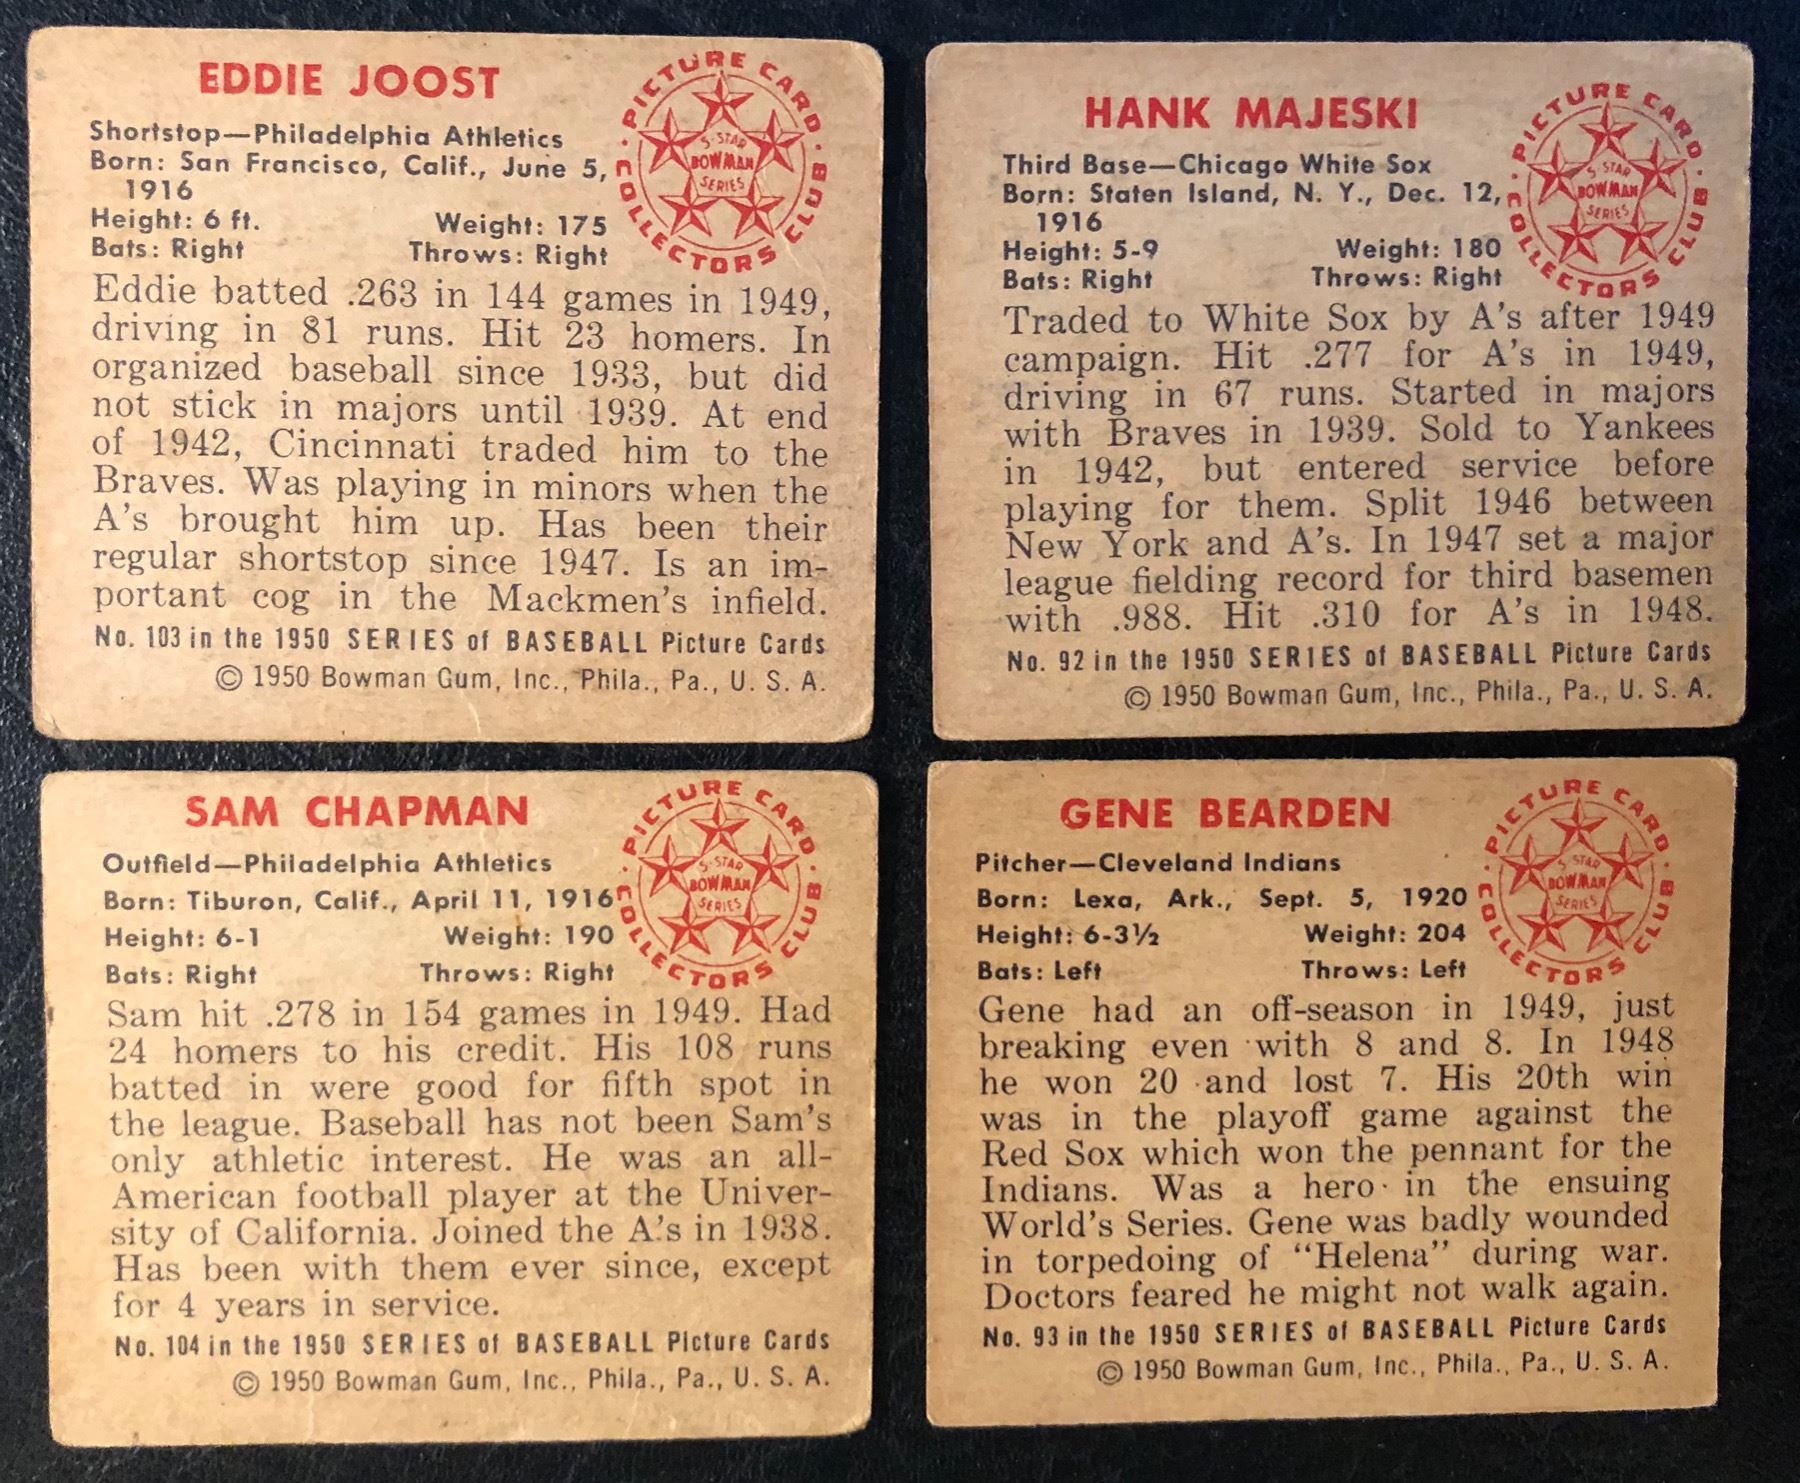 EDDIE JOOST
Shortstop—Philadelphia Athletics
Born: San Francisco, Calif., June 5,
1916
Height: 6 ft. Weight: 175
Bats: Right Throws: Right
PICTURE CARD · COLLECTORS CLUB ·
5-STAR
BOWMAN
SERIES
Eddie batted .263 in 144 games in 1949,
driving in 81 runs. Hit 23 homers. In
organized baseball since 1933, but did
not stick in majors until 1939. At end
of 1942, Cincinnati traded him to the
Braves. Was playing in minors when the
A's brought him up. Has been their
regular shortstop since 1947. Is an im-
portant cog in the Mackmen's infield.
No. 103 in the 1950 SERIES of BASEBALL Picture Cards
© 1950 Bowman Gum, Inc., Phila., Pa., U. S. A.
HANK MAJESKI
Third Base—Chicago White Sox
Born: Staten Island, N. Y., Dec. 12,
1916
Height: 5-9 Weight: 180
Bats: Right Throws: Right
PICTURE CARD · COLLECTORS CLUB ·
5-STAR
BOWMAN
SERIES
Traded to White Sox by A's after 1949
campaign. Hit .277 for A's in 1949,
driving in 67 runs. Started in majors
with Braves in 1939. Sold to Yankees
in 1942, but entered service before
playing for them. Split 1946 between
New York and A's. In 1947 set a major
league fielding record for third basemen
with .988. Hit .310 for A's in 1948.
No. 92 in the 1950 SERIES of BASEBALL Picture Cards
© 1950 Bowman Gum, Inc., Phila., Pa., U. S. A.
SAM CHAPMAN
Outfield—Philadelphia Athletics
Born: Tiburon, Calif., April 11, 1916
Height: 6-1 Weight: 190
Bats: Right Throws: Right
PICTURE CARD · COLLECTORS CLUB ·
5-STAR
BOWMAN
SERIES
Sam hit .278 in 154 games in 1949. Had
24 homers to his credit. His 108 runs
batted in were good for fifth spot in
the league. Baseball has not been Sam's
only athletic interest. He was an all-
American football player at the Univer-
sity of California. Joined the A's in 1938.
Has been with them ever since, except
for 4 years in service.
No. 104 in the 1950 SERIES of BASEBALL Picture Cards
© 1950 Bowman Gum, Inc., Phila., Pa., U. S. A.
GENE BEARDEN
Pitcher—Cleveland Indians
Born: Lexa, Ark., Sept. 5, 1920
Height: 6-3½ Weight: 204
Bats: Left Throws: Left
PICTURE CARD · COLLECTORS CLUB ·
5-STAR
BOWMAN
SERIES
Gene had an off-season in 1949, just
breaking even with 8 and 8. In 1948
he won 20 and lost 7. His 20th win
was in the playoff game against the
Red Sox which won the pennant for the
Indians. Was a hero in the ensuing
World's Series. Gene was badly wounded
in torpedoing of "Helena" during war.
Doctors feared he might not walk again.
No. 93 in the 1950 SERIES of BASEBALL Picture Cards
© 1950 Bowman Gum, Inc., Phila., Pa., U. S. A.